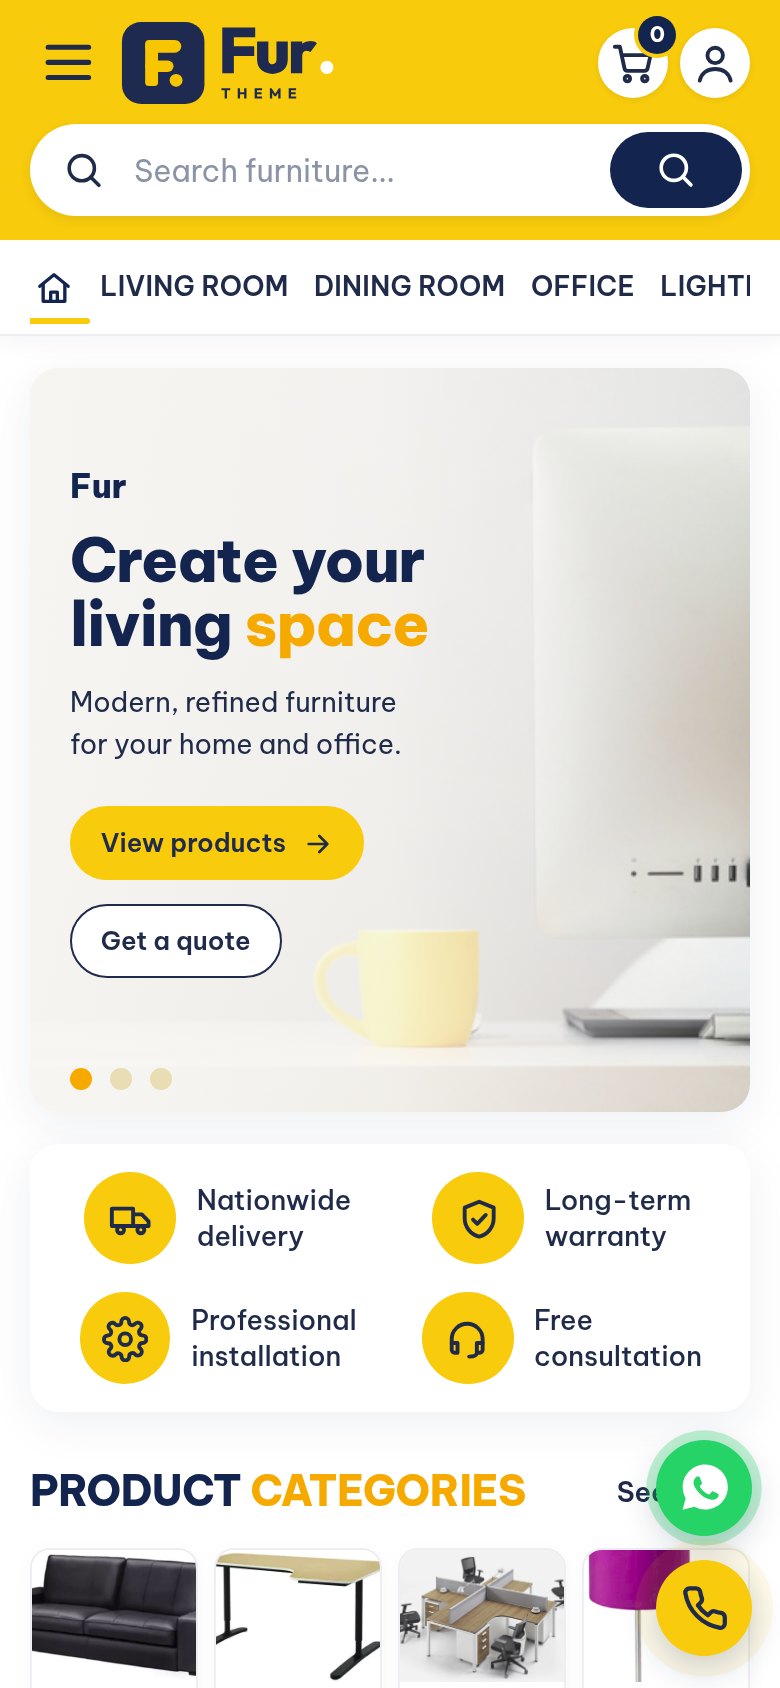 F.
Fur.
THEME
0
Search furniture...
LIVING ROOM DINING ROOM OFFICE
Fur
Create your
living space
Modern, refined furniture
for your home and office.
View products →
Get a quote
Nationwide
delivery
Long-term
warranty
Professional
installation
Free
consultation
PRODUCT CATEGORIES